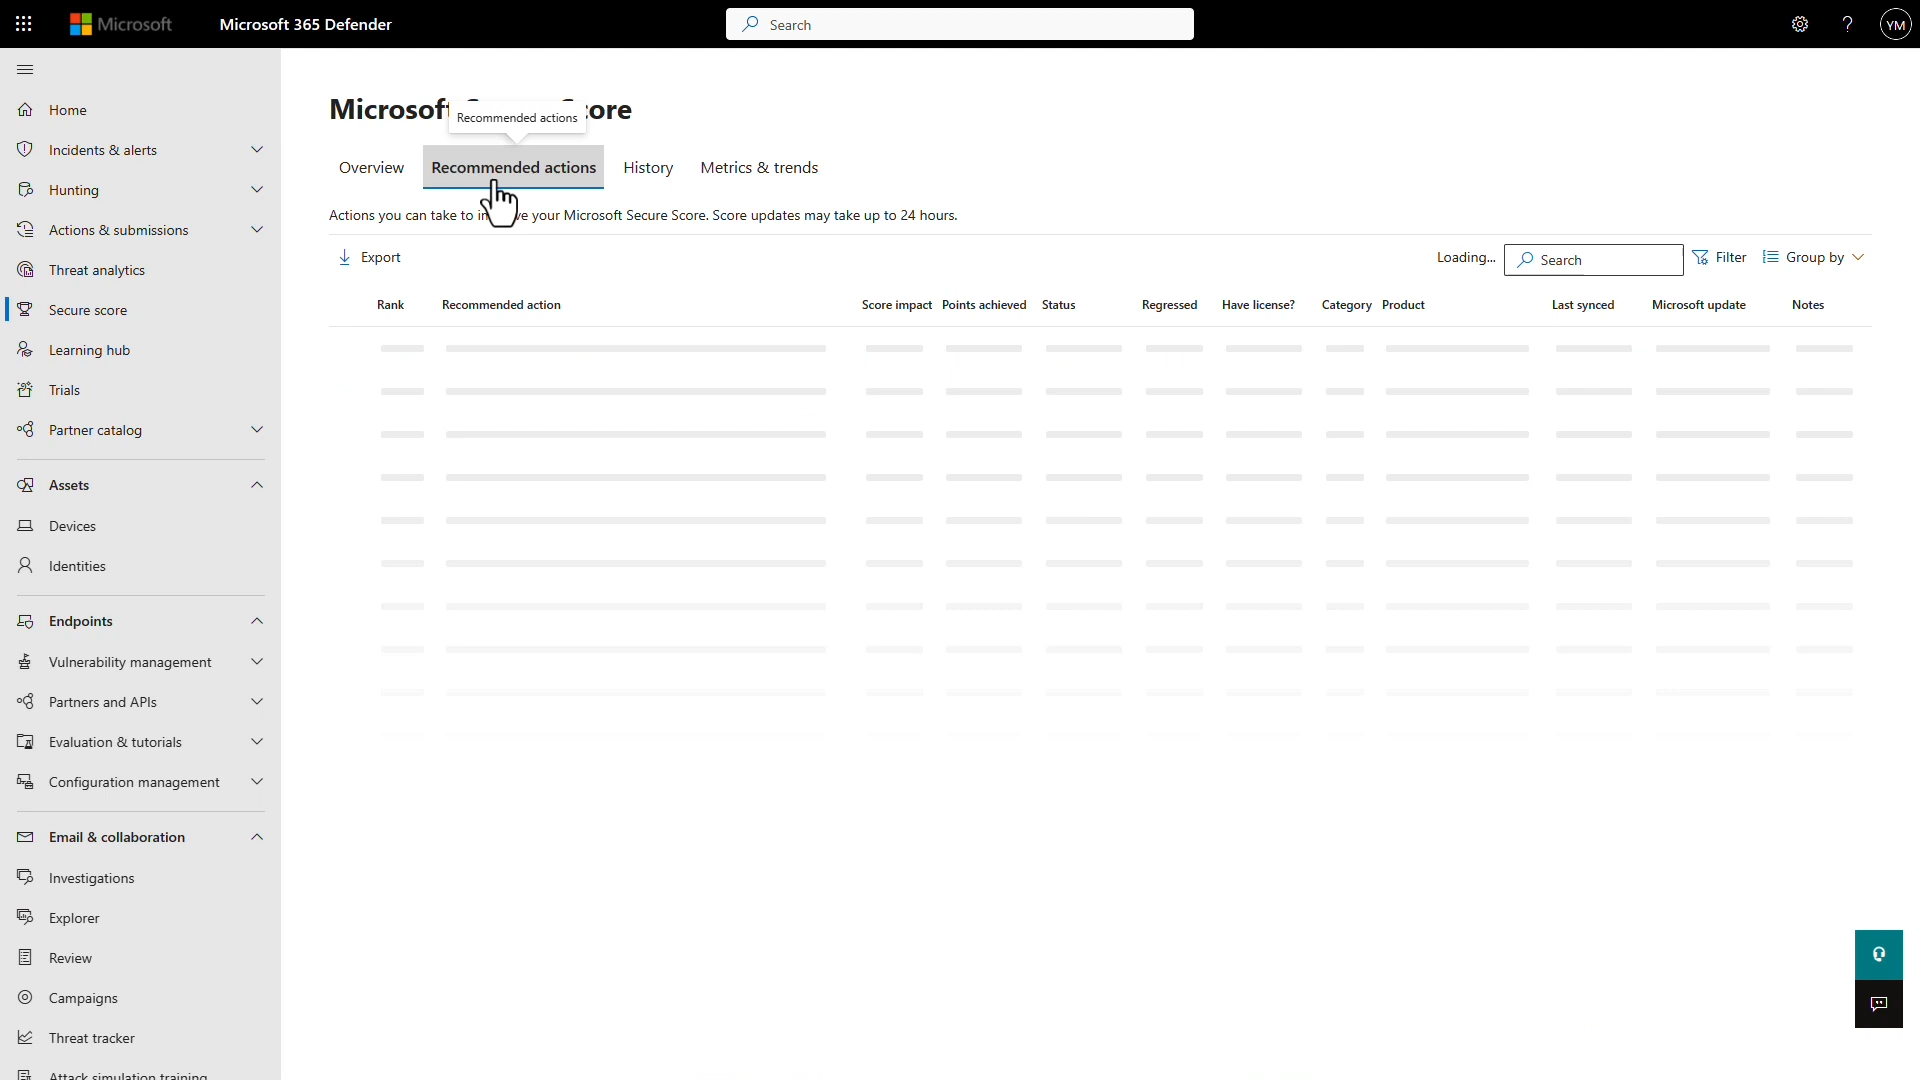 Microsoft
Microsoft 365 Defender
Search
YM
Home
Incidents & alerts
Hunting
Actions & submissions
Threat analytics
Secure score
Learning hub
Trials
Partner catalog
Assets
Devices
Identities
Endpoints
Vulnerability management
Partners and APIs
Evaluation & tutorials
Configuration management
Email & collaboration
Investigations
Explorer
Review
Campaigns
Threat tracker
Attack simulation training
Microsoft Secure Score
Recommended actions
Overview Recommended actions History Metrics & trends
Actions you can take to improve your Microsoft Secure Score. Score updates may take up to 24 hours.
Export
Loading...
Search
Filter
Group by
Rank Recommended action Score impact Points achieved Status Regressed Have license? Category Product Last synced Microsoft update Notes